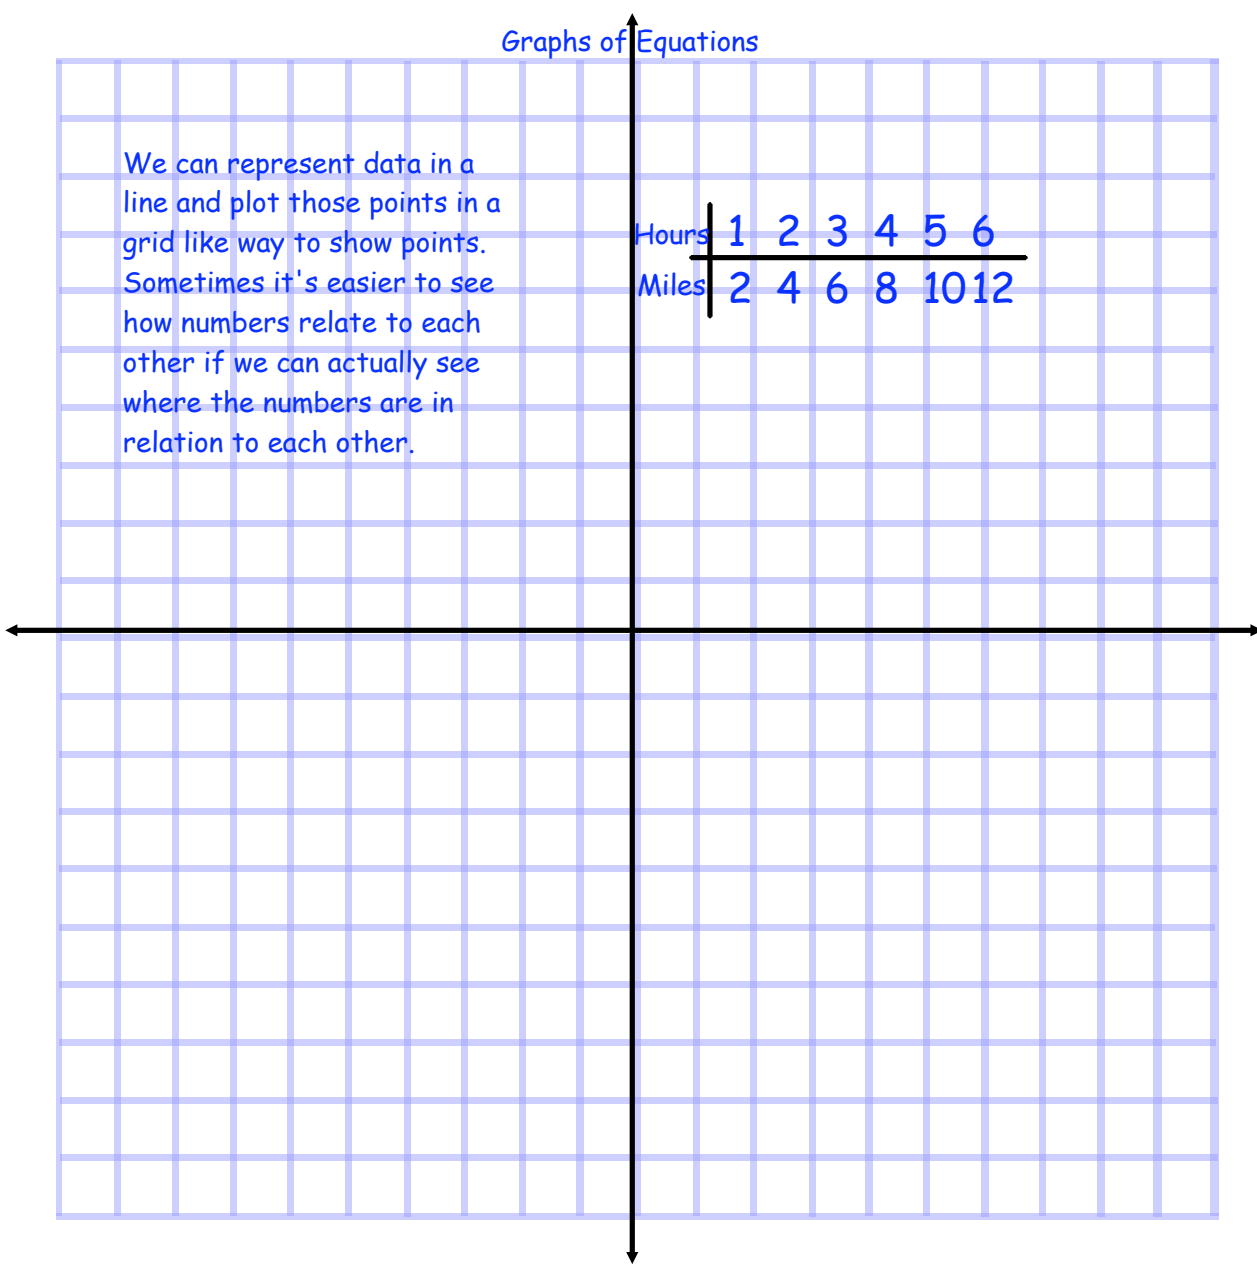 Graphs of Equations
We can represent data in a
line and plot those points in a
grid like way to show points.
Sometimes it's easier to see
how numbers relate to each
other if we can actually see
where the numbers are in
relation to each other.
Hours 1 2 3 4 5 6
Miles 2 4 6 8 10 12